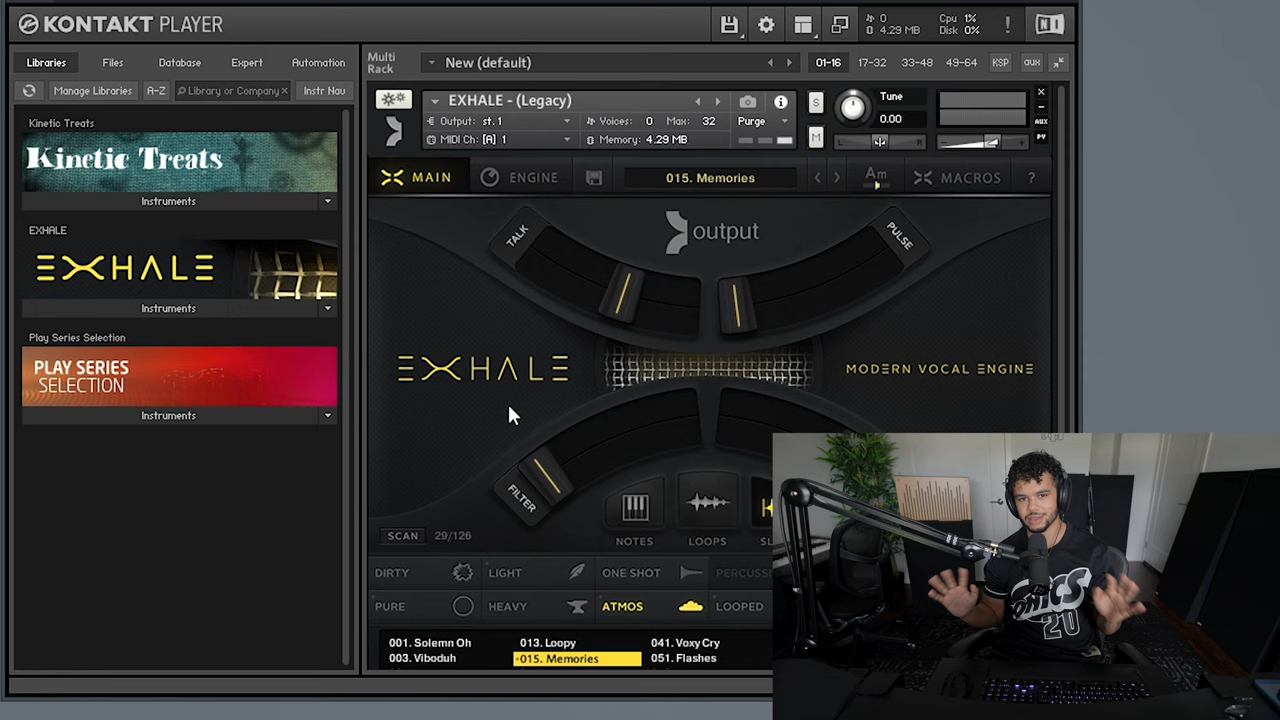 KONTAKT PLAYER
0
4.29 MB
Cpu 1%
Disk 0%
!
NI
Libraries
Files
Database
Expert
Automation
Manage Libraries
A-Z
Library or Company
Instr Nav
Kinetic Treats
Kinetic Treats
Instruments
EXHALE
EXHALE
Instruments
Play Series Selection
PLAY SERIES
SELECTION
Instruments
Multi
Rack
New (default)
01-16
17-32
33-48
49-64
KSP
aux
EXHALE - (Legacy)
Output: st.1
Voices: 0 Max: 32
Purge
MIDI Ch: [A] 1
Memory: 4.29 MB
S
M
Tune
0.00
L
R
AUX
PV
MAIN
ENGINE
015. Memories
Am
MACROS
?
TALK
output
PULSE
EXHALE
MODERN VOCAL ENGINE
FILTER
NOTES
LOOPS
SCAN
29/126
DIRTY
LIGHT
ONE SHOT
PURE
HEAVY
ATMOS
LOOPED
001. Solemn Oh
013. Loopy
041. Voxy Cry
003. Viboduh
015. Memories
051. Flashes
20